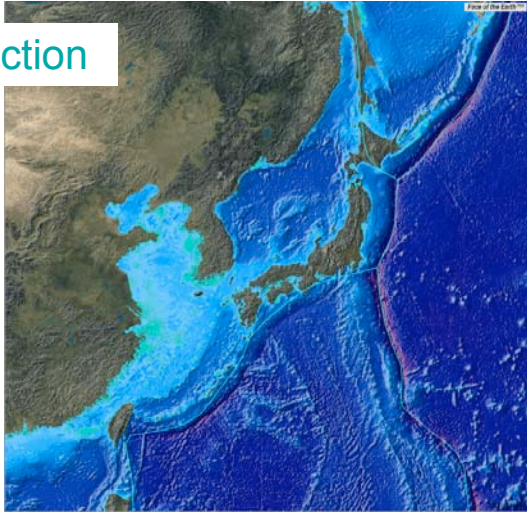 Face of the Earth™
ction